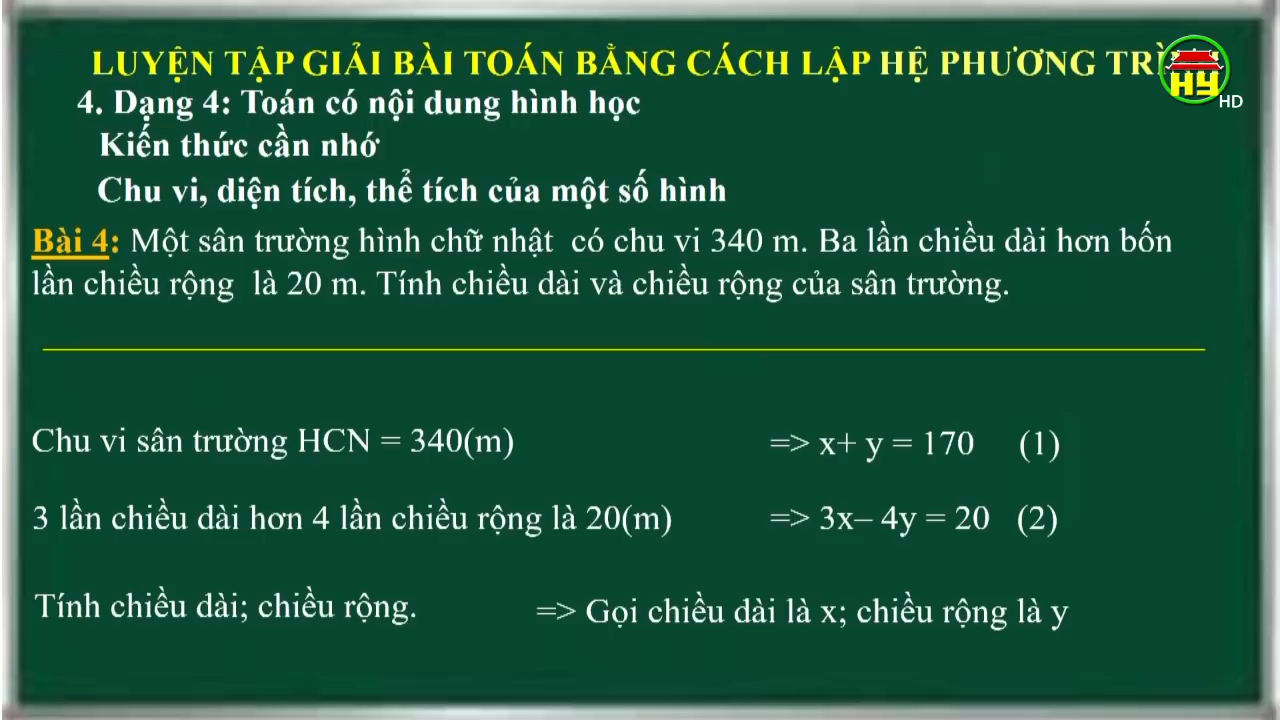 LUYỆN TẬP GIẢI BÀI TOÁN BẰNG CÁCH LẬP HỆ PHƯƠNG
HY
HD
4. Dạng 4: Toán có nội dung hình học
Kiến thức cần nhớ
Chu vi, diện tích, thể tích của một số hình
Bài 4: Một sân trường hình chữ nhật có chu vi 340 m. Ba lần chiều dài hơn bốn
lần chiều rộng là 20 m. Tính chiều dài và chiều rộng của sân trường.
Chu vi sân trường HCN = 340(m) => x+ y = 170 (1)
3 lần chiều dài hơn 4 lần chiều rộng là 20(m) => 3x– 4y = 20 (2)
Tính chiều dài; chiều rộng. => Gọi chiều dài là x; chiều rộng là y